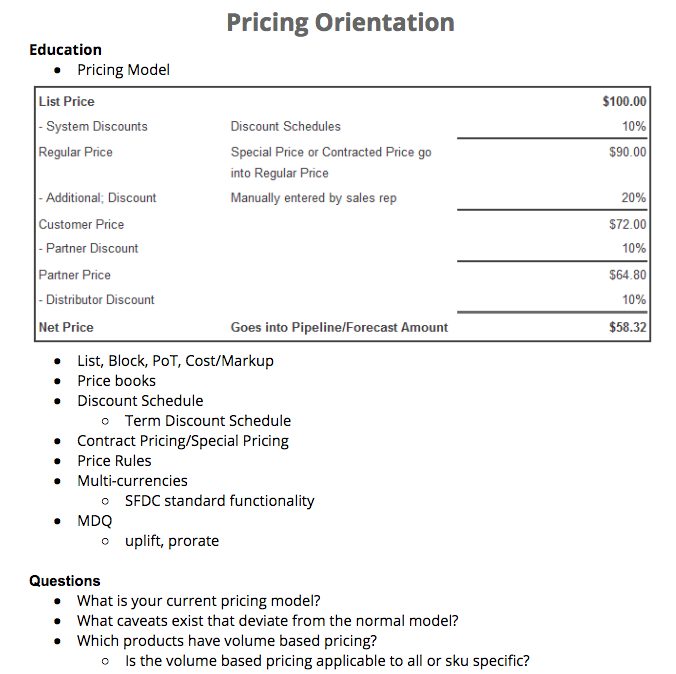 Pricing Orientation
Education
• Pricing Model
List Price $100.00
- System Discounts Discount Schedules 10%
Regular Price Special Price or Contracted Price go $90.00
into Regular Price
- Additional; Discount Manually entered by sales rep 20%
Customer Price $72.00
- Partner Discount 10%
Partner Price $64.80
- Distributor Discount 10%
Net Price Goes into Pipeline/Forecast Amount $58.32
• List, Block, PoT, Cost/Markup
• Price books
• Discount Schedule
○ Term Discount Schedule
• Contract Pricing/Special Pricing
• Price Rules
• Multi-currencies
○ SFDC standard functionality
• MDQ
○ uplift, prorate
Questions
• What is your current pricing model?
• What caveats exist that deviate from the normal model?
• Which products have volume based pricing?
○ Is the volume based pricing applicable to all or sku specific?